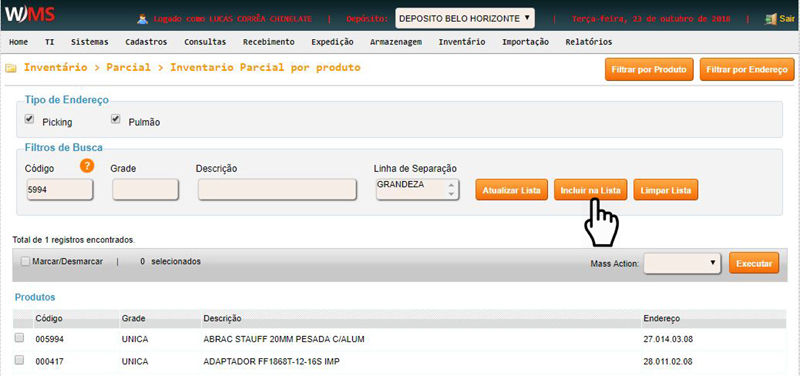 W/MS Logado como LUCAS CORRÊA CHINELATE | Depósito: DEPOSITO BELO HORIZONTE | Terça-feira, 23 de outubro de 2018 | Sair
Home TI Sistemas Cadastros Consultas Recebimento Expedição Armazenagem Inventário Importação Relatórios
Inventário > Parcial > Inventario Parcial por produto Filtrar por Produto Filtrar por Endereço
Tipo de Endereço
Picking Pulmão
Filtros de Busca
Código ? Grade Descrição Linha de Separação
5994 GRANDEZA Atualizar Lista Incluir na Lista Limpar Lista
Total de 1 registros encontrados.
Marcar/Desmarcar | 0 selecionados Mass Action: Executar
Produtos
Código Grade Descrição Endereço
005994 UNICA ABRAC STAUFF 20MM PESADA C/ALUM 27.014.03.08
000417 UNICA ADAPTADOR FF1868T-12-16S IMP 28.011.02.08